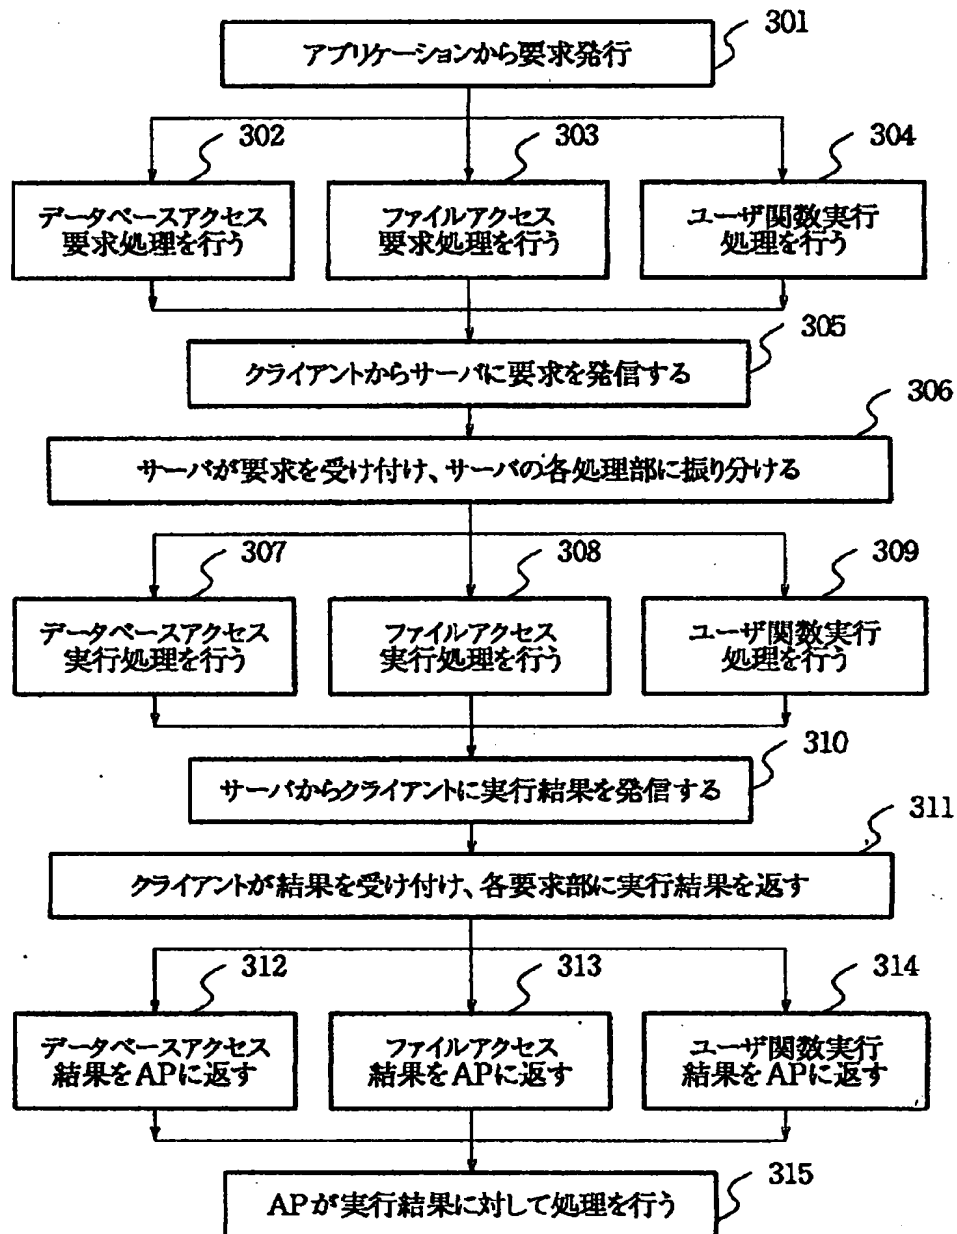 301
アプリケーションから要求発行
302
303
304
データベースアクセス
要求処理を行う
ファイルアクセス
要求処理を行う
ユーザ関数実行
処理を行う
305
クライアントからサーバに要求を発信する
306
サーバが要求を受け付け、サーバの各処理部に振り分ける
307
308
309
データベースアクセス
実行処理を行う
ファイルアクセス
実行処理を行う
ユーザ関数実行
処理を行う
310
サーバからクライアントに実行結果を発信する
311
クライアントが結果を受け付け、各要求部に実行結果を返す
312
313
314
データベースアクセス
結果をAPに返す
ファイルアクセス
結果をAPに返す
ユーザ関数実行
結果をAPに返す
315
APが実行結果に対して処理を行う